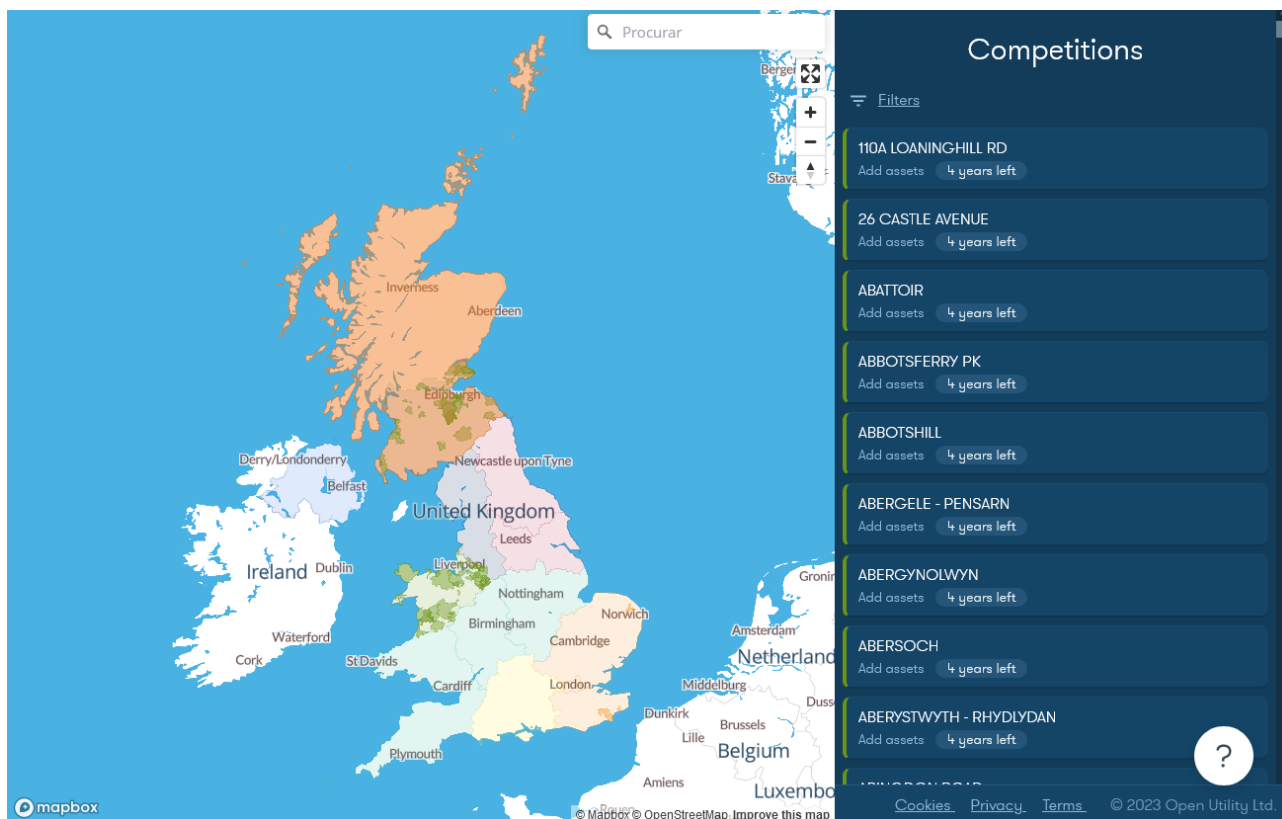 Procurar
Bergen
Stava
Inverness
Aberdeen
Edinburgh
Derry/Londonderry
Newcastle upon Tyne
Belfast
United Kingdom
Leeds
Ireland
Dublin
Liverpool
Nottingham
Gronin
Norwich
Birmingham
Waterford
Cambridge
Amsterdam
Cork
St Davids
Netherland
Cardiff
London
Middelburg
Dunkirk
Dusse
Brussels
Lille
Belgium
Plymouth
Amiens
Luxembo
Rouen
mapbox
© Mapbox © OpenStreetMap Improve this map
Competitions
Filters
110A LOANINGHILL RD
Add assets 4 years left
26 CASTLE AVENUE
Add assets 4 years left
ABATTOIR
Add assets 4 years left
ABBOTSFERRY PK
Add assets 4 years left
ABBOTSHILL
Add assets 4 years left
ABERGELE - PENSARN
Add assets 4 years left
ABERGYNOLWYN
Add assets 4 years left
ABERSOCH
Add assets 4 years left
ABERYSTWYTH - RHYDLYDAN
Add assets 4 years left
ABINGDON ROAD
?
Cookies Privacy Terms © 2023 Open Utility Ltd.